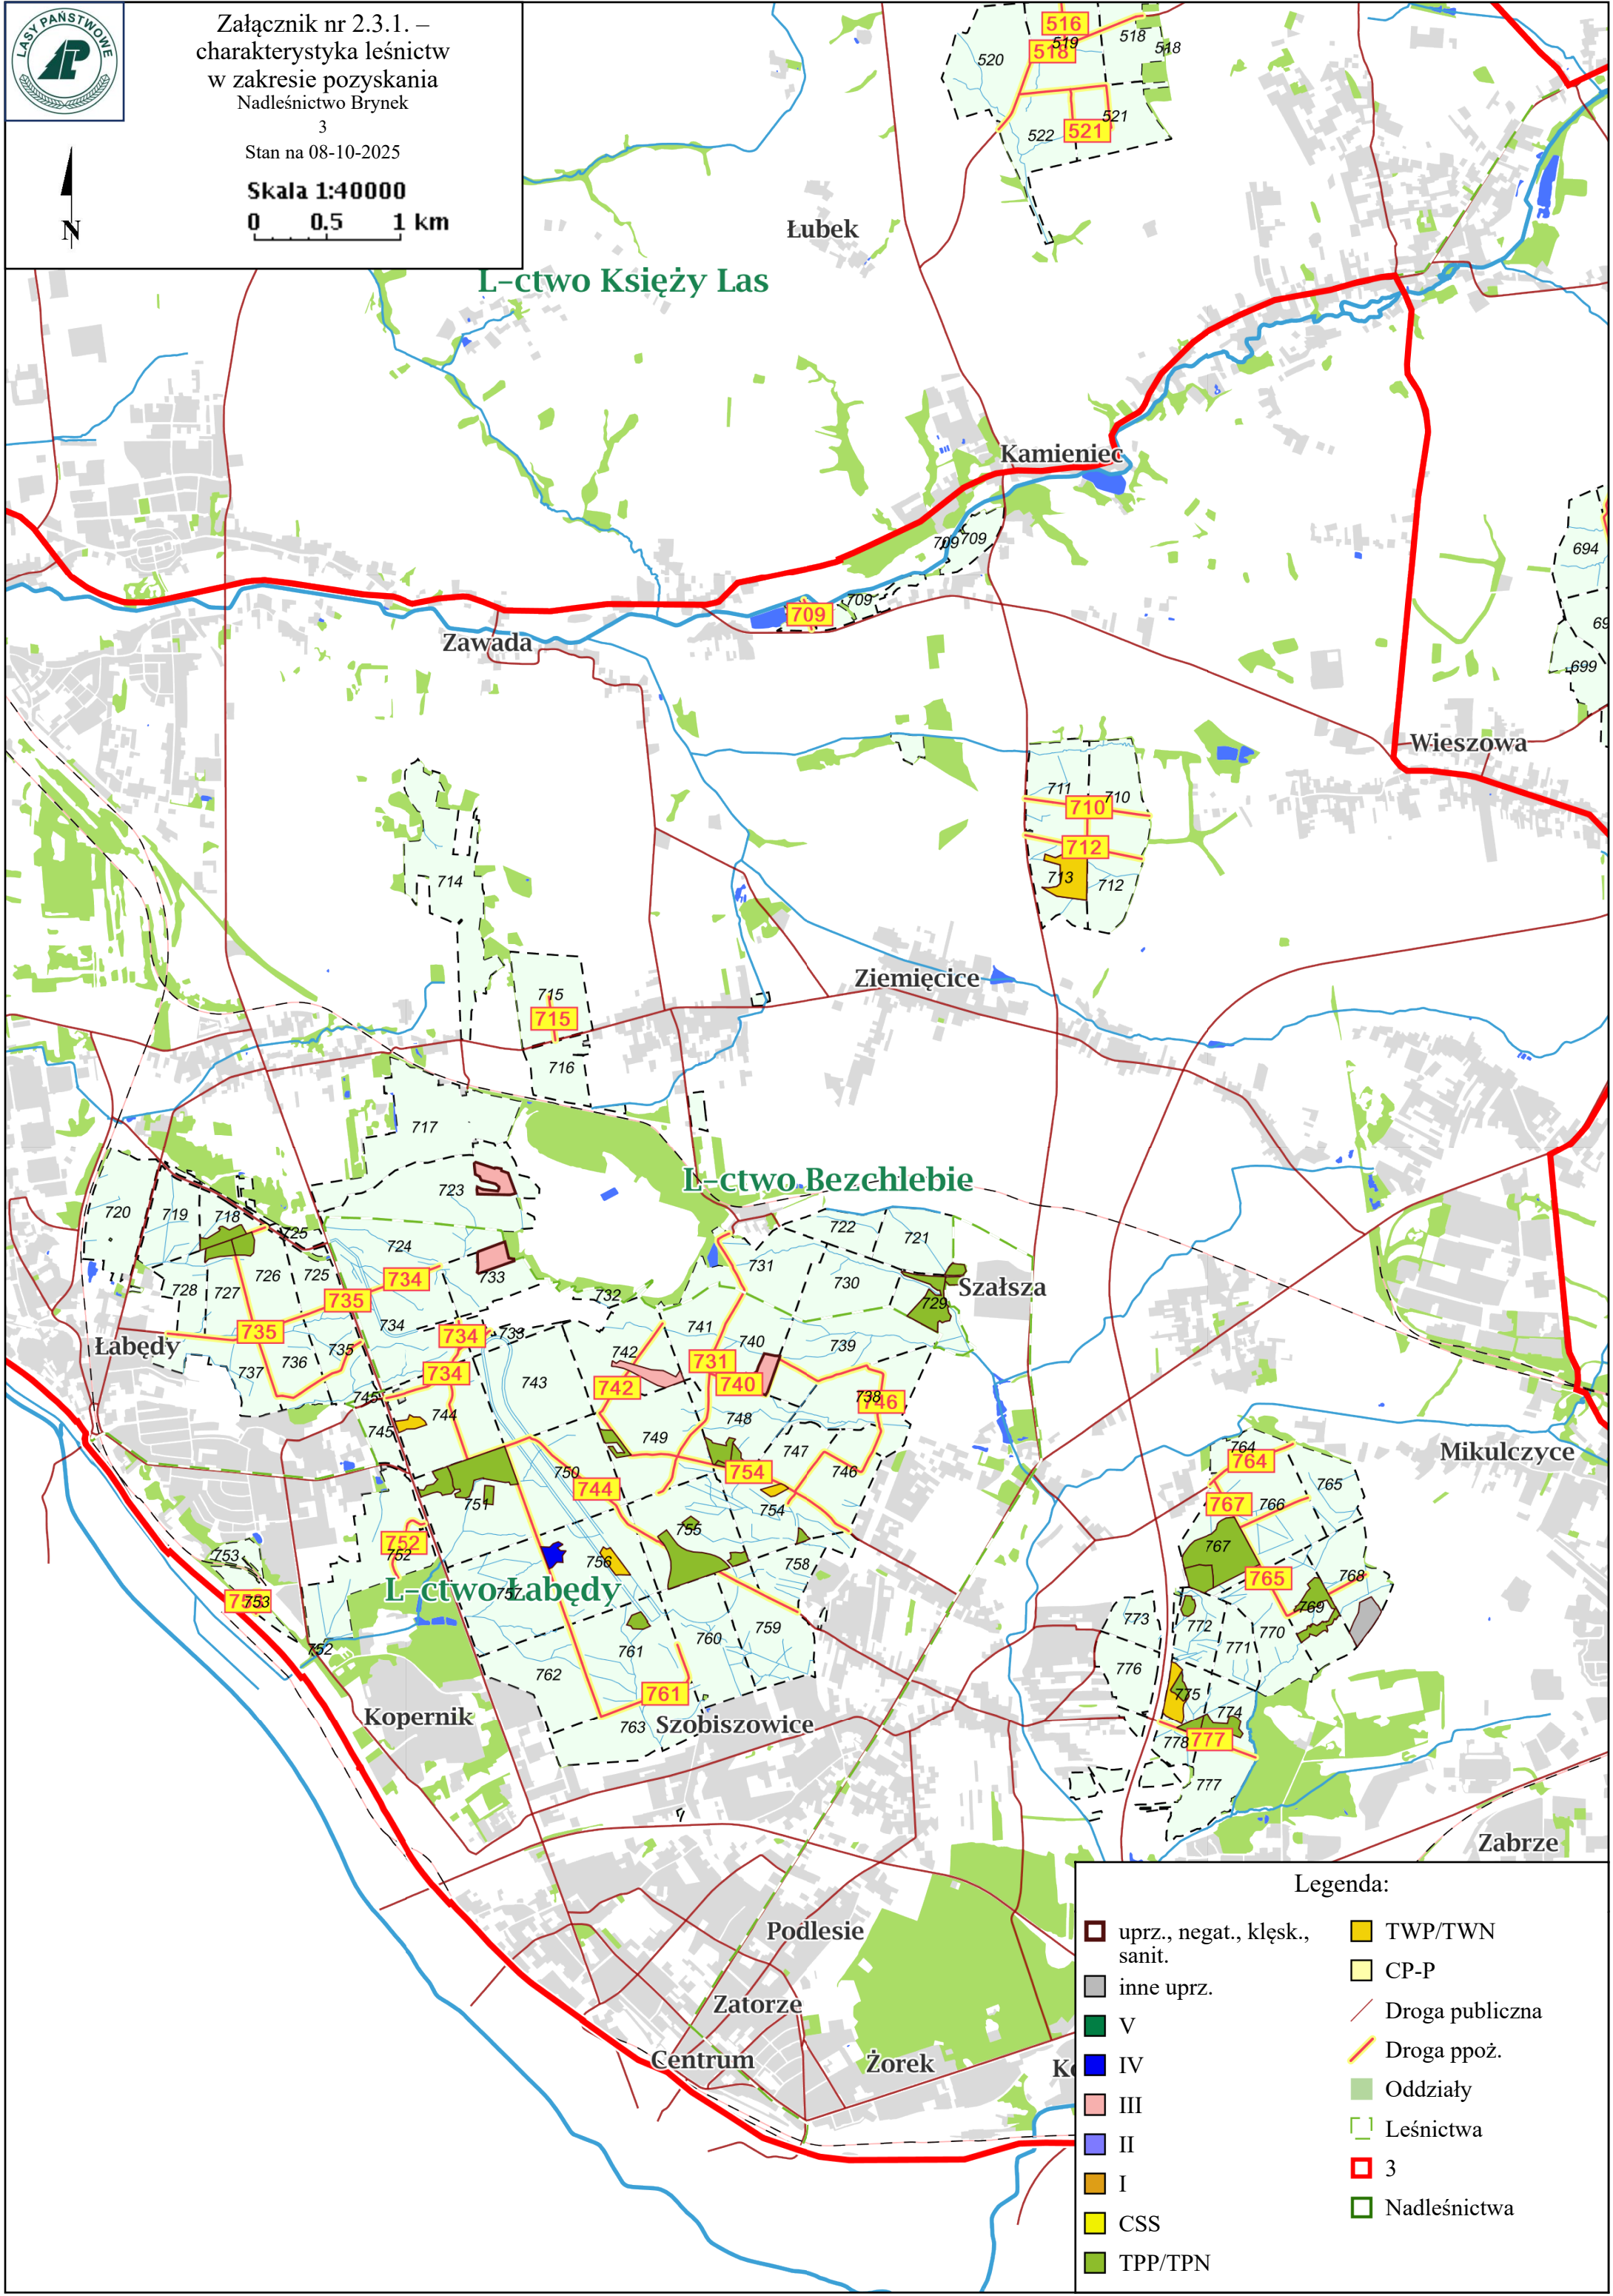 LASY PAŃSTWOWE
Załącznik nr 2.3.1. –
charakterystyka leśnictw
w zakresie pozyskania
Nadleśnictwo Brynek
3
Stan na 08-10-2025
Skala 1:40000
0 0.5 1 km
N
516
519
518
518
518
520
521
521
522
Łubek
L-ctwo Księży Las
Kamieniec
709
709
694
709
709
Zawada
699
Wieszowa
711
710
710
712
713
712
714
Ziemięcice
715
715
716
717
L-ctwo Bezchlebie
723
720
719
718
725
724
722
721
731
730
729
Szałsza
728
727
726
725
734
733
732
735
734
735
734
733
741
740
739
Łabędy
737
736
735
734
742
731
740
742
743
738
746
745
744
745
748
749
747
746
Mikulczyce
764
764
765
750
744
754
754
751
767
766
752
752
755
767
753
756
758
765
768
753
L-ctwo Łabędy
757
769
773
772
771
770
759
760
761
752
762
776
775
774
761
763
Kopernik
Szobiszowice
778
777
777
Zabrze
Podlesie
Zatorze
Centrum
Żorek
Legenda:
uprz., negat., klęsk.,
sanit.
inne uprz.
V
IV
III
II
I
CSS
TPP/TPN
TWP/TWN
CP-P
Droga publiczna
Droga ppoż.
Oddziały
Leśnictwa
3
Nadleśnictwa